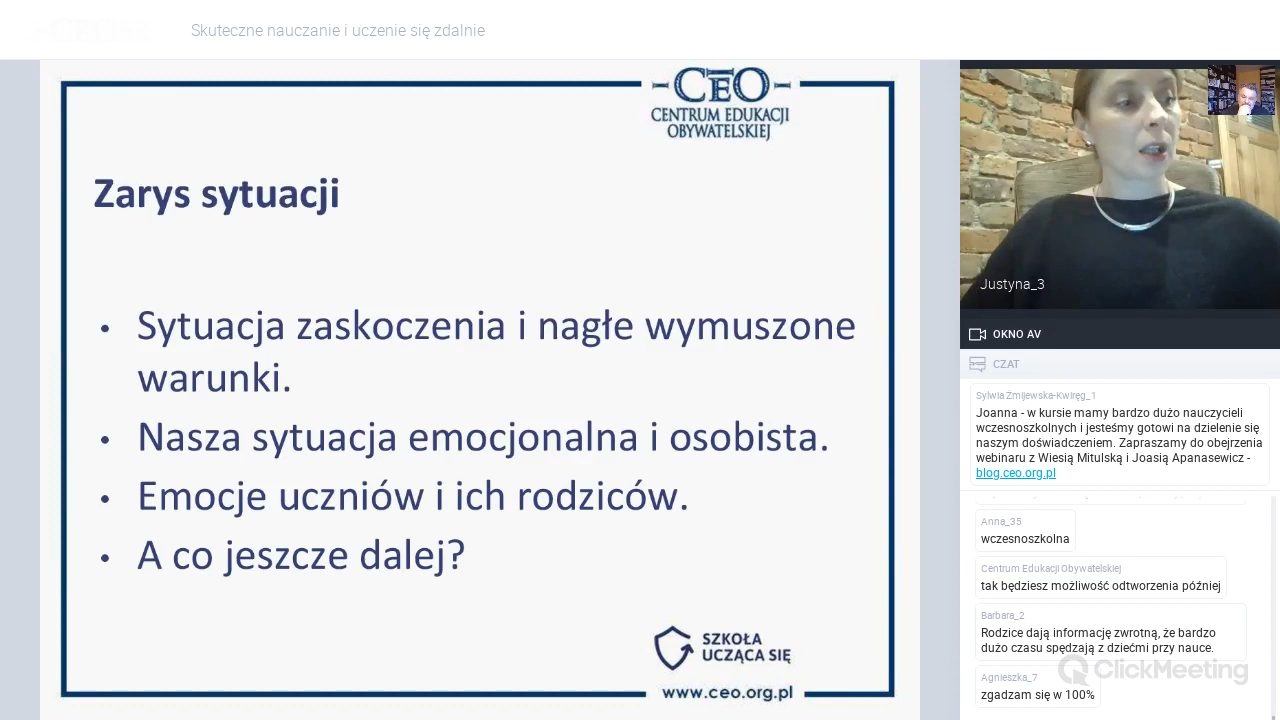 Skuteczne nauczanie i uczenie się zdalnie
CEO
CENTRUM EDUKACJI
OBYWATELSKIEJ
Zarys sytuacji
• Sytuacja zaskoczenia i nagłe wymuszone
warunki.
• Nasza sytuacja emocjonalna i osobista.
• Emocje uczniów i ich rodziców.
• A co jeszcze dalej?
SZKOŁA
UCZĄCA SIĘ
www.ceo.org.pl
Justyna_3
OKNO AV
CZAT
Sylwia Żmijewska-Kwiręg_1
Joanna - w kursie mamy bardzo dużo nauczycieli
wczesnoszkolnych i jesteśmy gotowi na dzielenie się
naszym doświadczeniem. Zapraszamy do obejrzenia
webinaru z Wiesią Mitulską i Joasią Apanasewicz -
blog.ceo.org.pl
Anna_35
wczesnoszkolna
Centrum Edukacji Obywatelskiej
tak będziesz możliwość odtworzenia później
Barbara_2
Rodzice dają informację zwrotną, że bardzo
dużo czasu spędzają z dziećmi przy nauce.
ClickMeeting
Agnieszka_7
zgadzam się w 100%